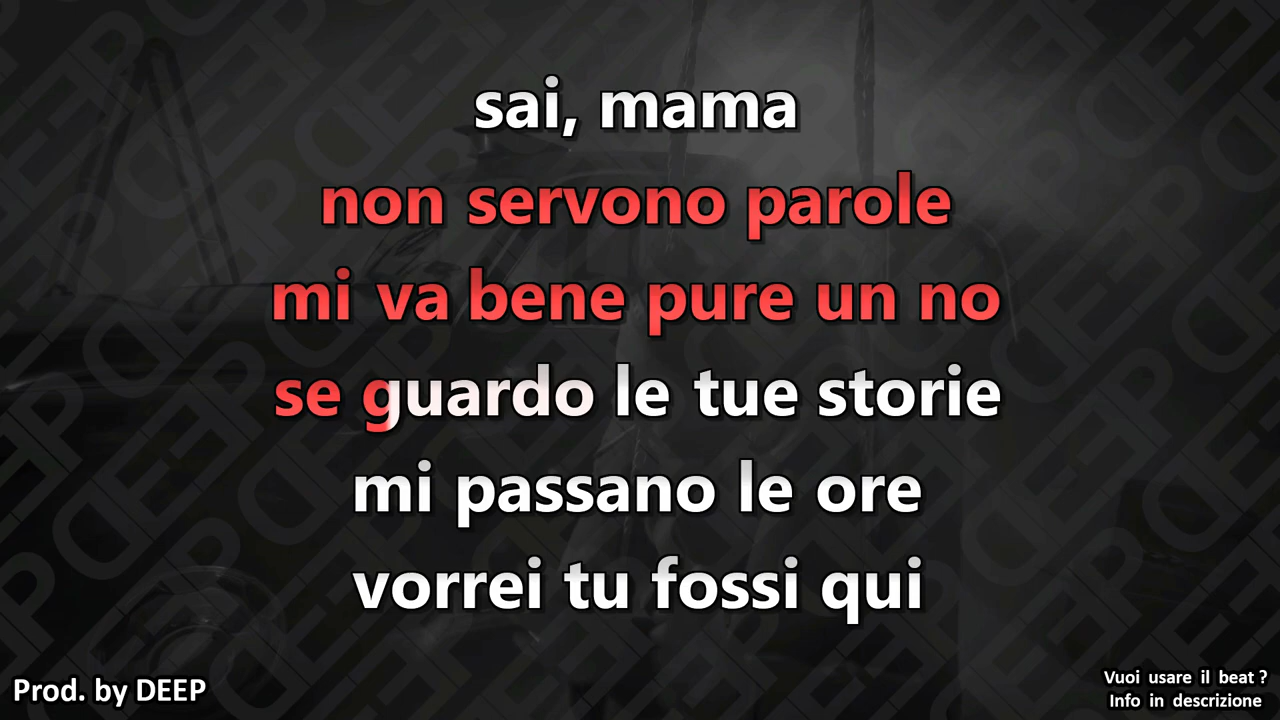 sai, mama
non servono parole
mi va bene pure un no
se guardo le tue storie
mi passano le ore
vorrei tu fossi qui
Prod. by DEEP
Vuoi usare il beat ?
Info in descrizione